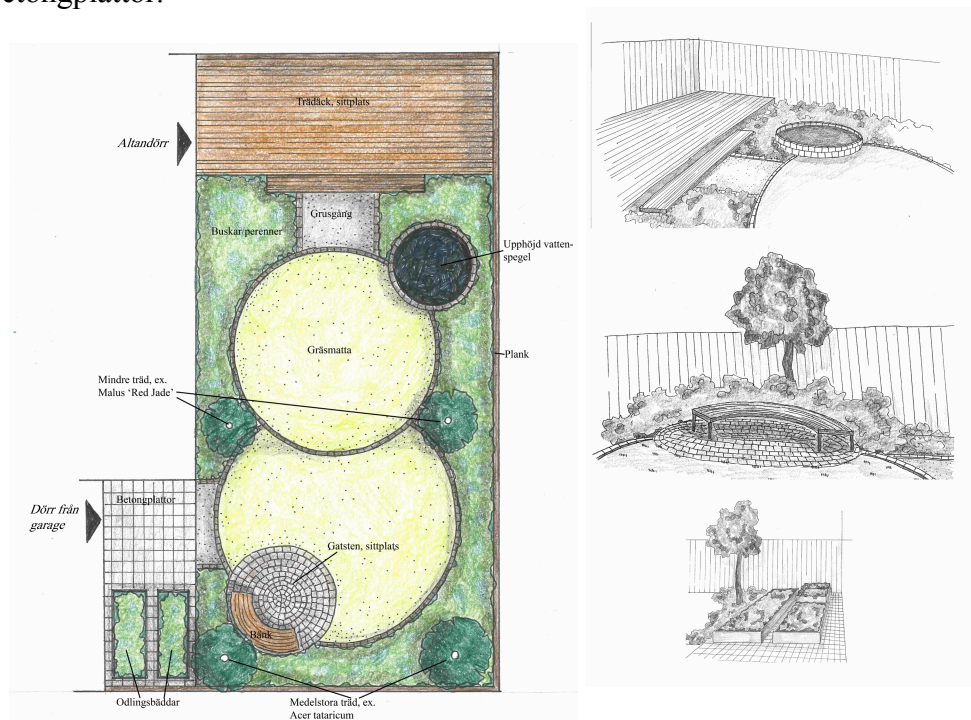 betongplattor.
Trädäck, sittplats
Altandörr
Grusgång
Buskar perenner
Upphöjd vatten-
spegel
Gräsmatta
Plank
Mindre träd, ex.
Malus ‘Red Jade’
Betongplattor
Dörr från
garage
Gatsten, sittplats
Bänk
Odlingsbäddar
Medelstora träd, ex.
Acer tataricum